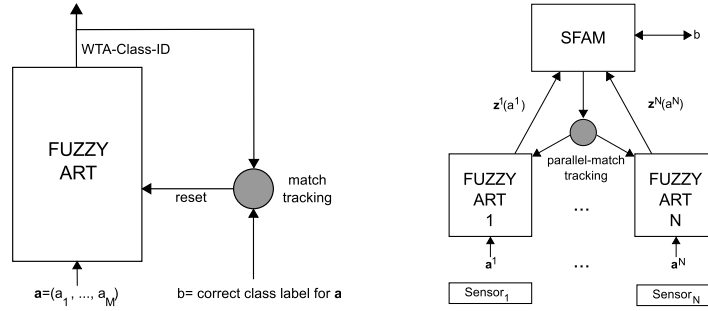 WTA-Class-ID
FUZZY
ART
match
tracking
reset
a=(a1, ..., aM)
b= correct class label for a
SFAM
b
z1(a1)
zN(aN)
parallel-match
tracking
FUZZY
ART
1
...
FUZZY
ART
N
a1
...
aN
Sensor1
SensorN